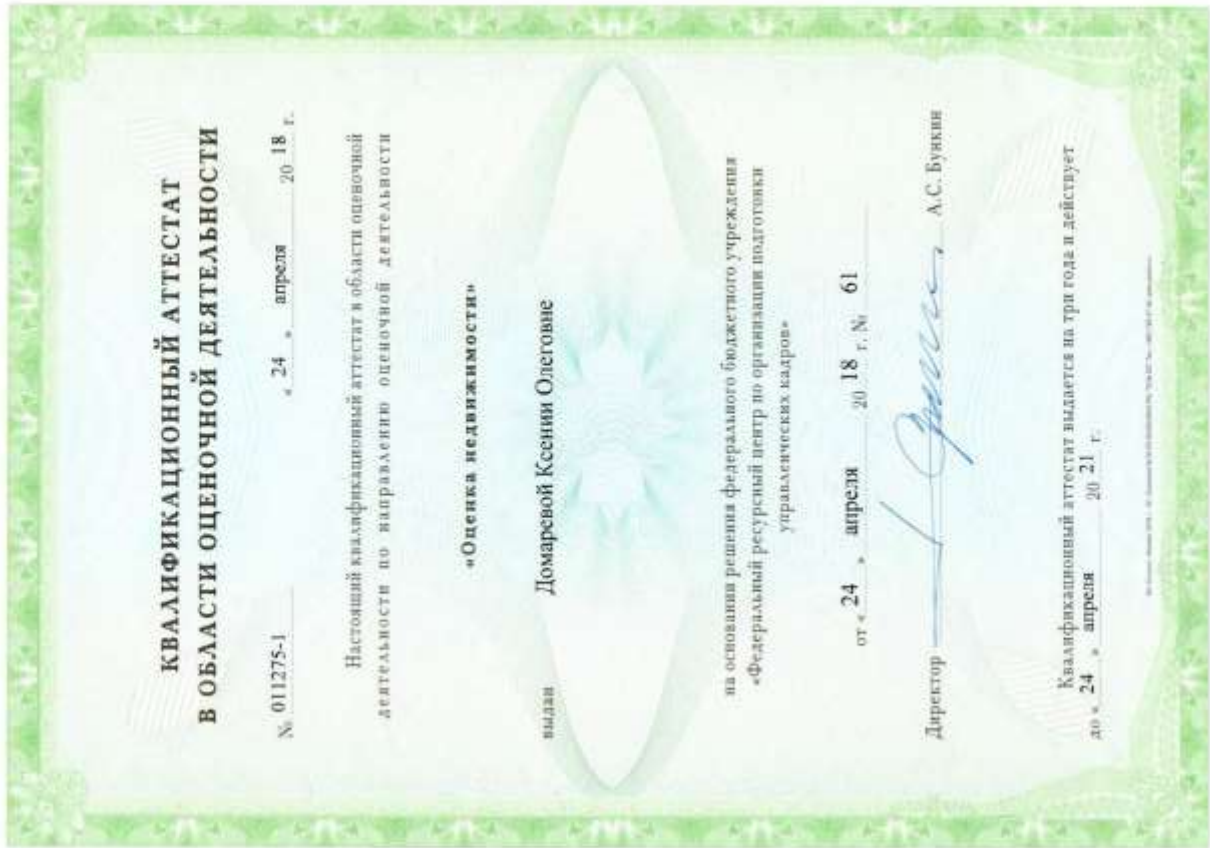 КВАЛИФИКАЦИОННЫЙ АТТЕСТАТ
В ОБЛАСТИ ОЦЕНОЧНОЙ ДЕЯТЕЛЬНОСТИ
№ 011275-1 « 24 » апреля 20 18 г.
Настоящий квалификационный аттестат в области оценочной
деятельности по направлению оценочной деятельности
«Оценка недвижимости»
выдан Домаревой Ксении Олеговне
на основании решения федерального бюджетного учреждения
«Федеральный ресурсный центр по организации подготовки
управленческих кадров»
от « 24 » апреля 20 18 г. № 61
Директор А.С. Бункин
Квалификационный аттестат выдается на три года и действует
до « 24 » апреля 20 21 г.